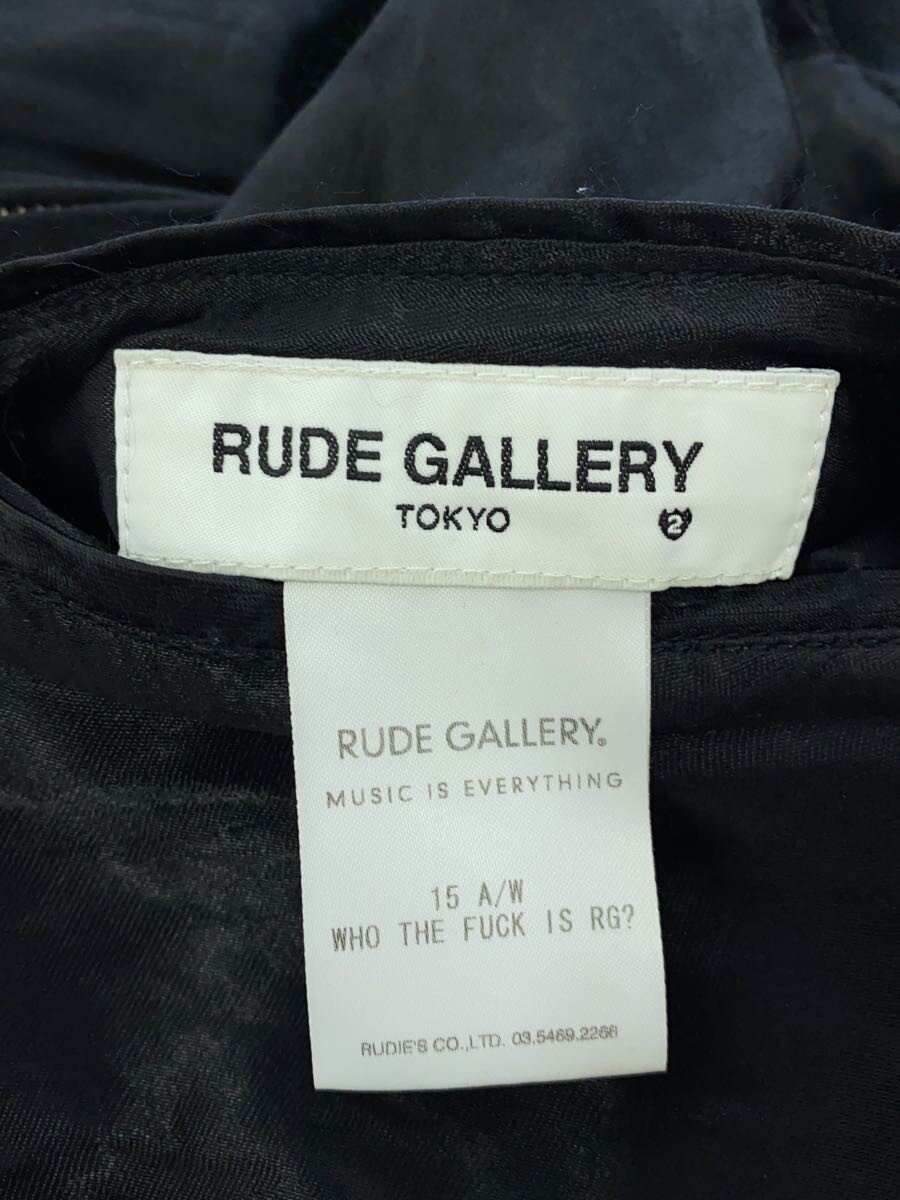 RUDE GALLERY
TOKYO 2
RUDE GALLERY.
MUSIC IS EVERYTHING
15 A/W
WHO THE FUCK IS RG?
RUDIE'S CO.,LTD. 03.5469.2266